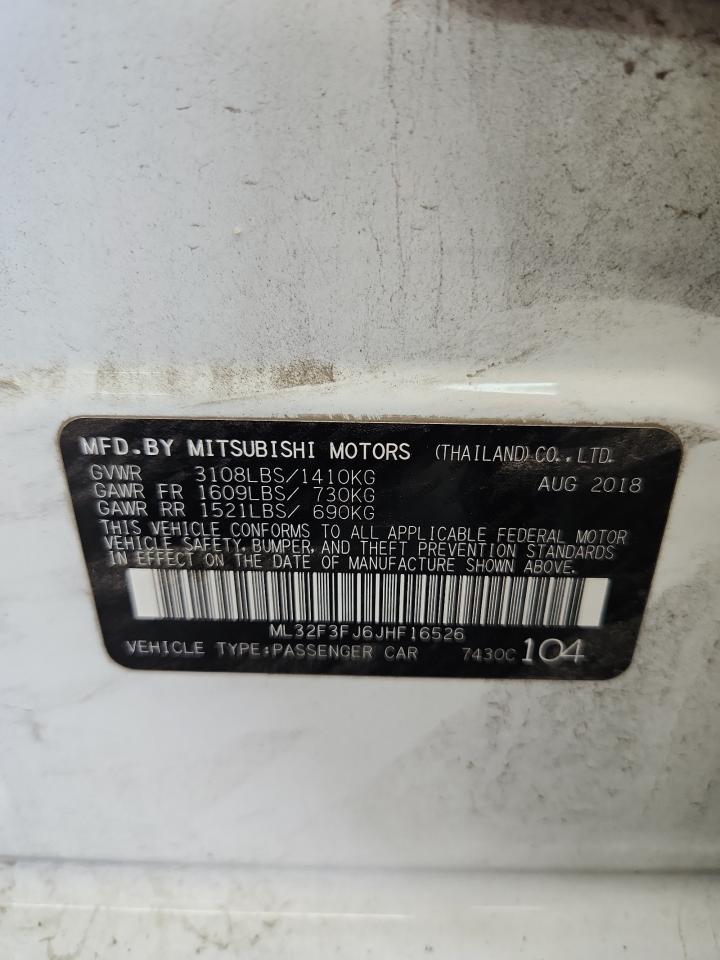 MFD.BY MITSUBISHI MOTORS (THAILAND)CO.,LTD.
GVWR 3108LBS/1410KG AUG 2018
GAWR FR 1609LBS/ 730KG
GAWR RR 1521LBS/ 690KG
THIS VEHICLE CONFORMS TO ALL APPLICABLE FEDERAL MOTOR
VEHICLE SAFETY, BUMPER, AND THEFT PREVENTION STANDARDS
IN EFFECT ON THE DATE OF MANUFACTURE SHOWN ABOVE.
ML32F3FJ6JHF16526
VEHICLE TYPE:PASSENGER CAR 7430C 104